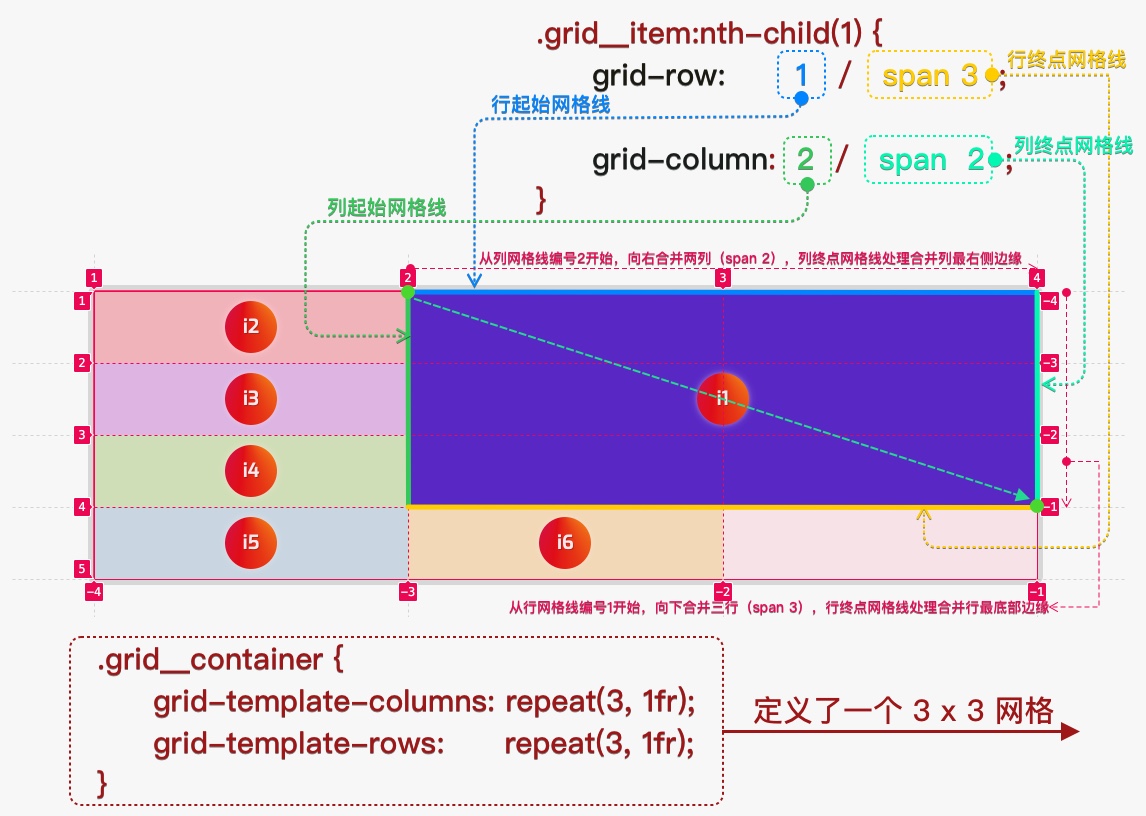 .grid__item:nth-child(1) {
grid-row: 1 / span 3 ;
行终点网格线
行起始网格线
grid-column: 2 / span 2 ;
列终点网格线
}
列起始网格线
从列网格线编号2开始，向右合并两列（span 2），列终点网格线处理合并列最右侧边缘
1 2 3 4
1 -4
i2
2 -3
i3 i1
3 -2
i4
4 -1
i5 i6
5
-4 -3 -2 -1
从行网格线编号1开始，向下合并三行（span 3），行终点网格线处理合并行最底部边缘
.grid__container {
grid-template-columns: repeat(3, 1fr);
grid-template-rows: repeat(3, 1fr);
}
定义了一个 3 x 3 网格